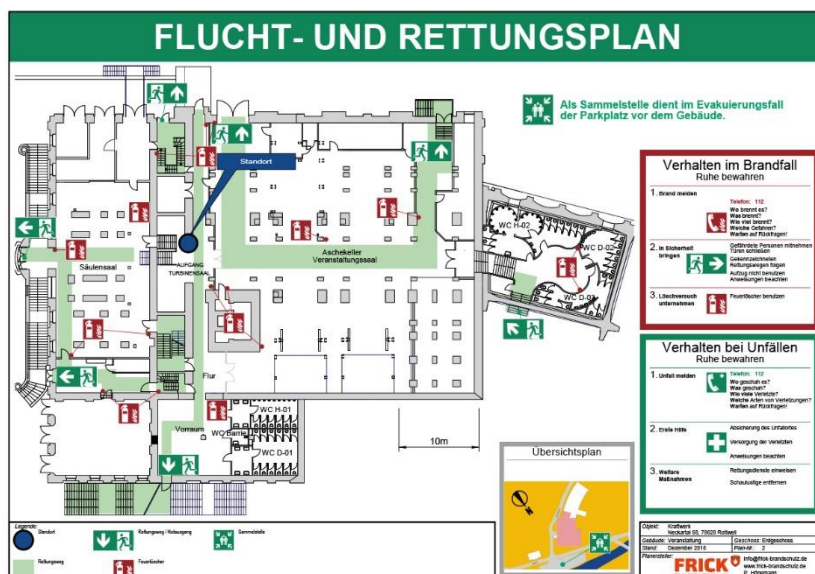 FLUCHT- UND RETTUNGSPLAN
Als Sammelstelle dient im Evakuierungsfall
der Parkplatz vor dem Gebäude.
Standort
Säulensaal
AUFGANG
TURBINENSAAL
Aschekeller
Veranstaltungssaal
WC H-02
WC D-02
WC D-03
Flur
Vorraum
WC Barrie
WC H-01
WC D-01
10m
Verhalten im Brandfall
Ruhe bewahren
1. Brand melden
Telefon: 112
Wo brennt es?
Was brennt?
Wie viel brennt?
Welche Gefahren?
Warten auf Rückfragen!
2. In Sicherheit
bringen
Gefährdete Personen mitnehmen
Türen schließen
Gekennzeichneten
Rettungswegen folgen
Aufzug nicht benutzen
Anweisungen beachten
3. Löschversuch
unternehmen
Feuerlöscher benutzen
Verhalten bei Unfällen
Ruhe bewahren
1. Unfall melden
Telefon: 112
Wo geschah es?
Was geschah?
Wie viele Verletzte?
Welche Arten von Verletzungen?
Warten auf Rückfragen!
2. Erste Hilfe
Absicherung des Unfallortes
Versorgung der Verletzten
Anweisungen beachten
3. Weitere
Maßnahmen
Rettungsdienste einweisen
Schaulustige entfernen
Übersichtsplan
Legende:
Standort
Rettungsweg / Notausgang
Sammelstelle
Rettungsweg
Feuerlöscher
Objekt: Kraftwerk
Neckartal 68, 78628 Rottweil
Gebäude: Veranstaltung
Geschoss: Erdgeschoss
Stand: Dezember 2016
Plan-Nr. 2
Planersteller:
FRICK
info@frick-brandschutz.de
www.frick-brandschutz.de